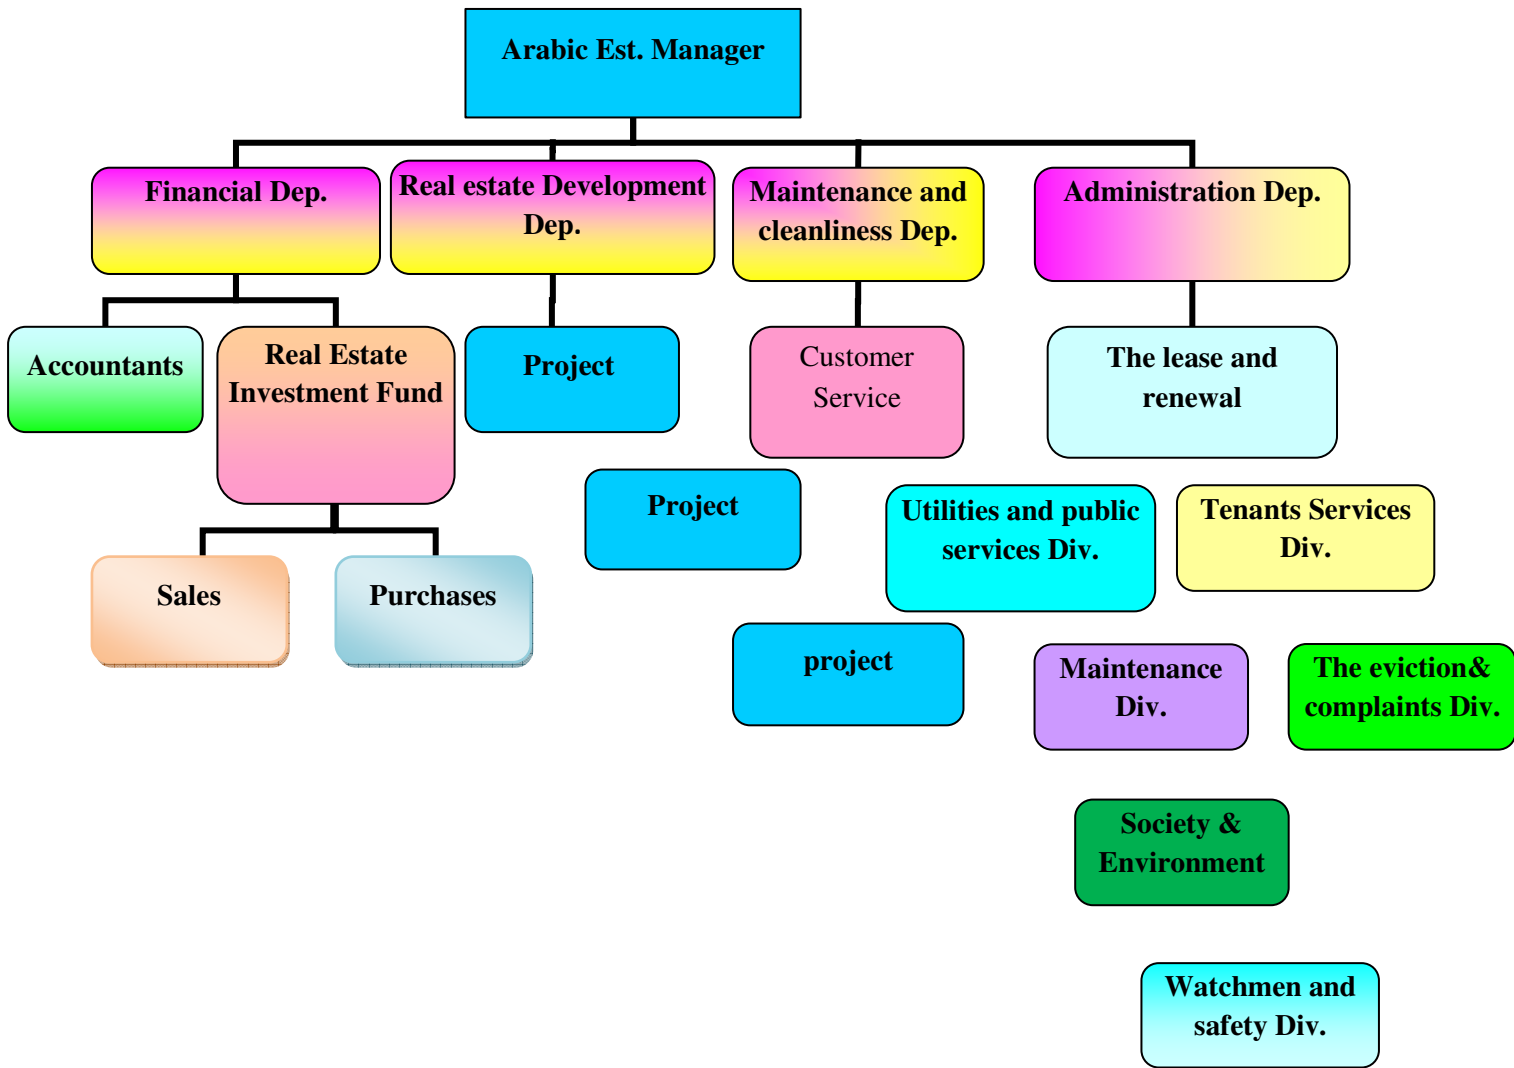 Arabic Est. Manager
Financial Dep.
Real estate Development
Dep.
Maintenance and
cleanliness Dep.
Administration Dep.
Accountants
Real Estate
Investment Fund
Project
Customer
Service
The lease and
renewal
Project
Utilities and public
services Div.
Tenants Services
Div.
Sales
Purchases
project
Maintenance
Div.
The eviction&
complaints Div.
Society &
Environment
Watchmen and
safety Div.